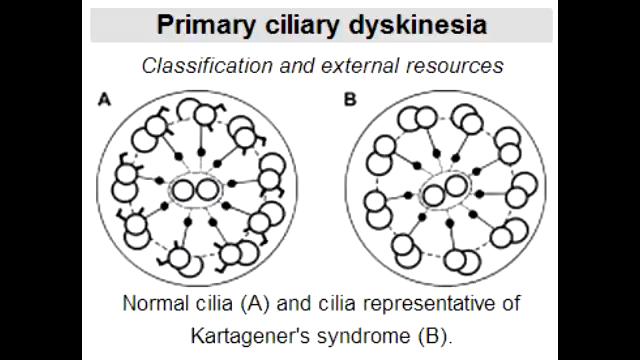 Primary ciliary dyskinesia
Classification and external resources
A B
Normal cilia (A) and cilia representative of
Kartagener's syndrome (B).